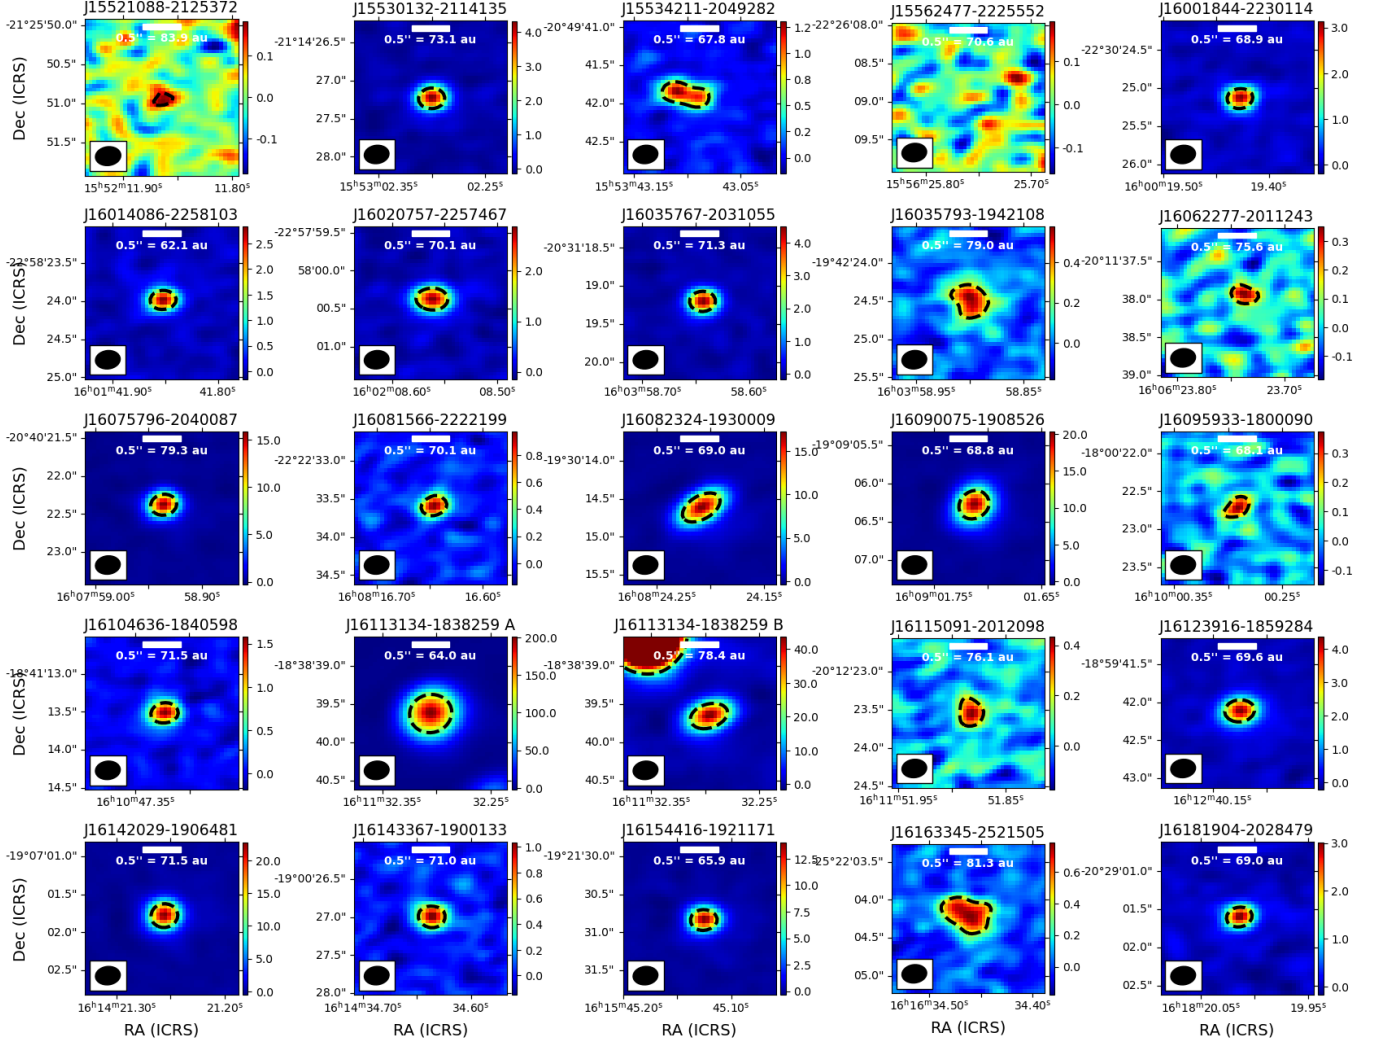 J15521088-2125372
0.5'' = 83.9 au
-21°25'50.0"
50.5"
51.0"
51.5"
0.1
0.0
-0.1
15ʰ52ᵐ11.90ˢ 11.80ˢ
Dec (ICRS)
J15530132-2114135
0.5'' = 73.1 au
-21°14'26.5"
27.0"
27.5"
28.0"
4.0
3.0
2.0
1.0
0.0
15ʰ53ᵐ02.35ˢ 02.25ˢ
J15534211-2049282
0.5'' = 67.8 au
-20°49'41.0"
41.5"
42.0"
42.5"
1.2
1.0
0.8
0.5
0.2
0.0
15ʰ53ᵐ43.15ˢ 43.05ˢ
J15562477-2225552
0.5'' = 70.6 au
-22°26'08.0"
08.5"
09.0"
09.5"
0.1
0.0
-0.1
15ʰ56ᵐ25.80ˢ 25.70ˢ
J16001844-2230114
0.5'' = 68.9 au
-22°30'24.5"
25.0"
25.5"
26.0"
3.0
2.0
1.0
0.0
16ʰ00ᵐ19.50ˢ 19.40ˢ
J16014086-2258103
0.5'' = 62.1 au
-22°58'23.5"
24.0"
24.5"
25.0"
2.5
2.0
1.5
1.0
0.5
0.0
16ʰ01ᵐ41.90ˢ 41.80ˢ
Dec (ICRS)
J16020757-2257467
0.5'' = 70.1 au
-22°57'59.5"
58'00.0"
00.5"
01.0"
2.0
1.5
1.0
0.5
0.0
16ʰ02ᵐ08.60ˢ 08.50ˢ
J16035767-2031055
0.5'' = 71.3 au
-20°31'18.5"
19.0"
19.5"
20.0"
4.0
3.0
2.0
1.0
0.0
16ʰ03ᵐ58.70ˢ 58.60ˢ
J16035793-1942108
0.5'' = 79.0 au
-19°42'24.0"
24.5"
25.0"
25.5"
0.4
0.2
0.0
16ʰ03ᵐ58.95ˢ 58.85ˢ
J16062277-2011243
0.5'' = 75.6 au
-20°11'37.5"
38.0"
38.5"
39.0"
0.3
0.2
0.1
0.0
-0.1
16ʰ06ᵐ23.80ˢ 23.70ˢ
J16075796-2040087
0.5'' = 79.3 au
-20°40'21.5"
22.0"
22.5"
23.0"
15.0
10.0
5.0
0.0
16ʰ07ᵐ59.00ˢ 58.90ˢ
Dec (ICRS)
J16081566-2222199
0.5'' = 70.1 au
-22°22'33.0"
33.5"
34.0"
34.5"
0.8
0.6
0.4
0.2
0.0
16ʰ08ᵐ16.70ˢ 16.60ˢ
J16082324-1930009
0.5'' = 69.0 au
-19°30'14.0"
14.5"
15.0"
15.5"
15.0
10.0
5.0
0.0
16ʰ08ᵐ24.25ˢ 24.15ˢ
J16090075-1908526
0.5'' = 68.8 au
-19°09'05.5"
06.0"
06.5"
07.0"
20.0
15.0
10.0
5.0
0.0
16ʰ09ᵐ01.75ˢ 01.65ˢ
J16095933-1800090
0.5'' = 68.1 au
-18°00'22.0"
22.5"
23.0"
23.5"
0.3
0.2
0.1
0.0
-0.1
16ʰ10ᵐ00.35ˢ 00.25ˢ
J16104636-1840598
0.5'' = 71.5 au
-18°41'13.0"
13.5"
14.0"
14.5"
1.5
1.0
0.5
0.0
16ʰ10ᵐ47.35ˢ
Dec (ICRS)
J16113134-1838259 A
0.5'' = 64.0 au
-18°38'39.0"
39.5"
40.0"
40.5"
200.0
150.0
100.0
50.0
0.0
16ʰ11ᵐ32.35ˢ 32.25ˢ
J16113134-1838259 B
0.5'' = 78.4 au
-18°38'39.0"
39.5"
40.0"
40.5"
40.0
30.0
20.0
10.0
0.0
16ʰ11ᵐ32.35ˢ 32.25ˢ
J16115091-2012098
0.5'' = 76.1 au
-20°12'23.0"
23.5"
24.0"
24.5"
0.4
0.2
0.0
16ʰ11ᵐ51.95ˢ 51.85ˢ
J16123916-1859284
0.5'' = 69.6 au
-18°59'41.5"
42.0"
42.5"
43.0"
4.0
3.0
2.0
1.0
0.0
16ʰ12ᵐ40.15ˢ
J16142029-1906481
0.5'' = 71.5 au
-19°07'01.0"
01.5"
02.0"
02.5"
20.0
15.0
10.0
5.0
0.0
16ʰ14ᵐ21.30ˢ 21.20ˢ
Dec (ICRS)
RA (ICRS)
J16143367-1900133
0.5'' = 71.0 au
-19°00'26.5"
27.0"
27.5"
28.0"
1.0
0.8
0.6
0.4
0.2
0.0
16ʰ14ᵐ34.70ˢ 34.60ˢ
RA (ICRS)
J16154416-1921171
0.5'' = 65.9 au
-19°21'30.0"
30.5"
31.0"
31.5"
12.5
10.0
7.5
5.0
2.5
0.0
16ʰ15ᵐ45.20ˢ 45.10ˢ
RA (ICRS)
J16163345-2521505
0.5'' = 81.3 au
25°22'03.5"
04.0"
04.5"
05.0"
0.6
0.4
0.2
0.0
16ʰ16ᵐ34.50ˢ 34.40ˢ
RA (ICRS)
J16181904-2028479
0.5'' = 69.0 au
-20°29'01.0"
01.5"
02.0"
02.5"
3.0
2.0
1.0
0.0
16ʰ18ᵐ20.05ˢ 19.95ˢ
RA (ICRS)